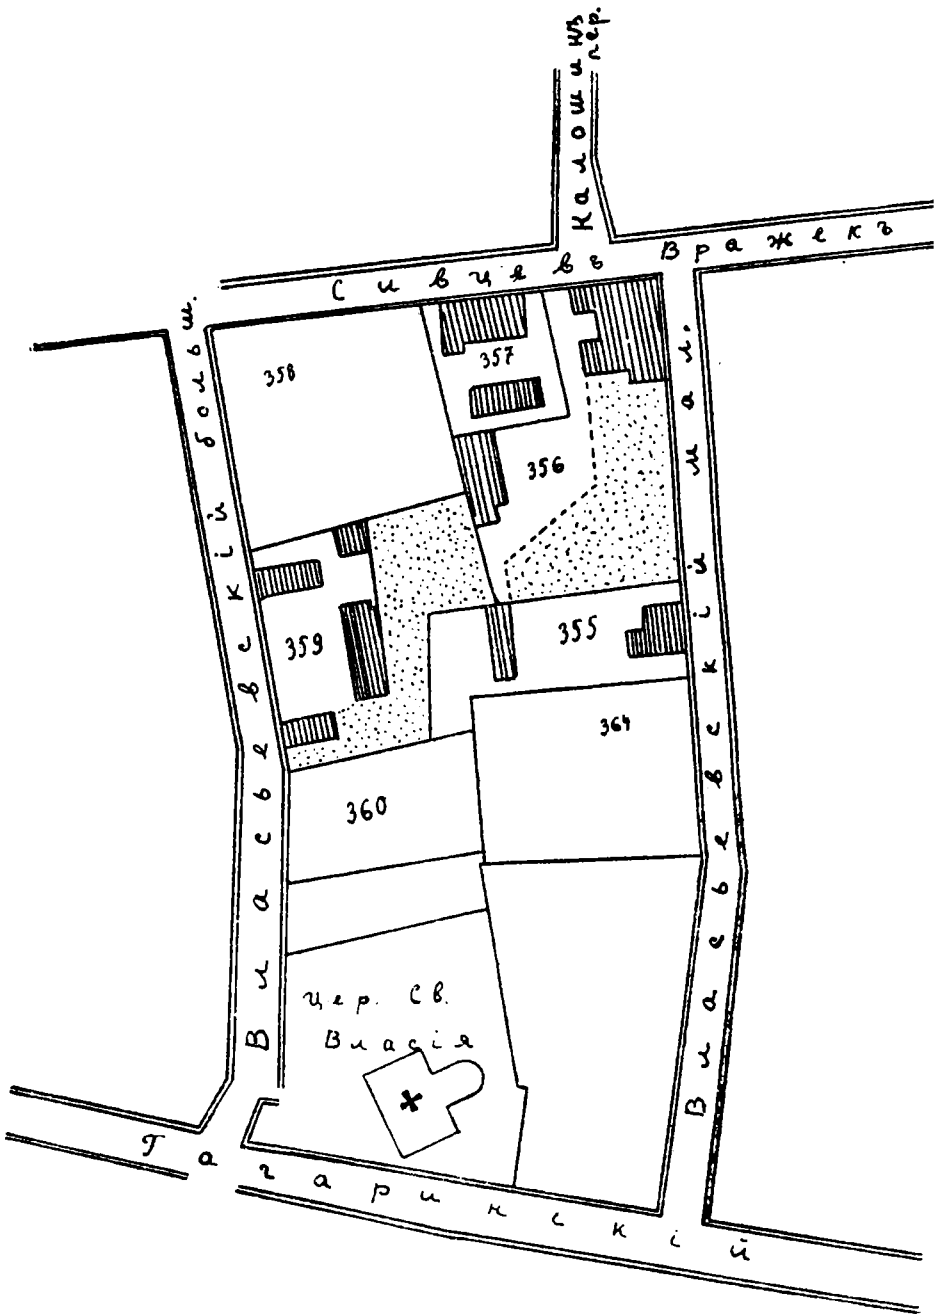 Калошинъ
пер.
Сивцевъ Вражекъ
Власьевскій больш.
Власьевскій мал.
358
357
356
359
355
364
360
Цер. Св.
Власія
Гагаринскій